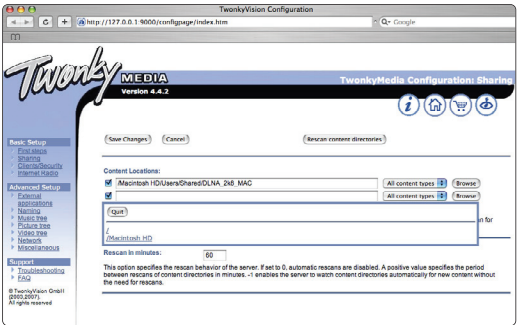 TwonkyVision Configuration
http://127.0.0.1:9000/configpage/index.htm
Q- Google
Twonky
MEDIA
Version 4.4.2
TwonkyMedia Configuration: Sharing
Save Changes
Cancel
Rescan content directories
Basic Setup
First steps
Sharing
Clients/Security
Internet Radio
Advanced Setup
External applications
Naming
Music tree
Picture tree
Video tree
Network
Miscellaneous
Support
Troubleshooting
FAQ
© TwonkyVision GmbH
(2003,2007).
All rights reserved
Content Locations:
/Macintosh HD/Users/Shared/DLNA_2k6_MAC
All content types
Browse
All content types
Browse
Quit
/
/Macintosh HD
n for
Rescan in minutes:
60
This option specifies the rescan behavior of the server. If set to 0, automatic rescans are disabled. A positive value specifies the period
between rescans of content directories in minutes. -1 enables the server to watch content directories automatically for new content without
the need for rescans.